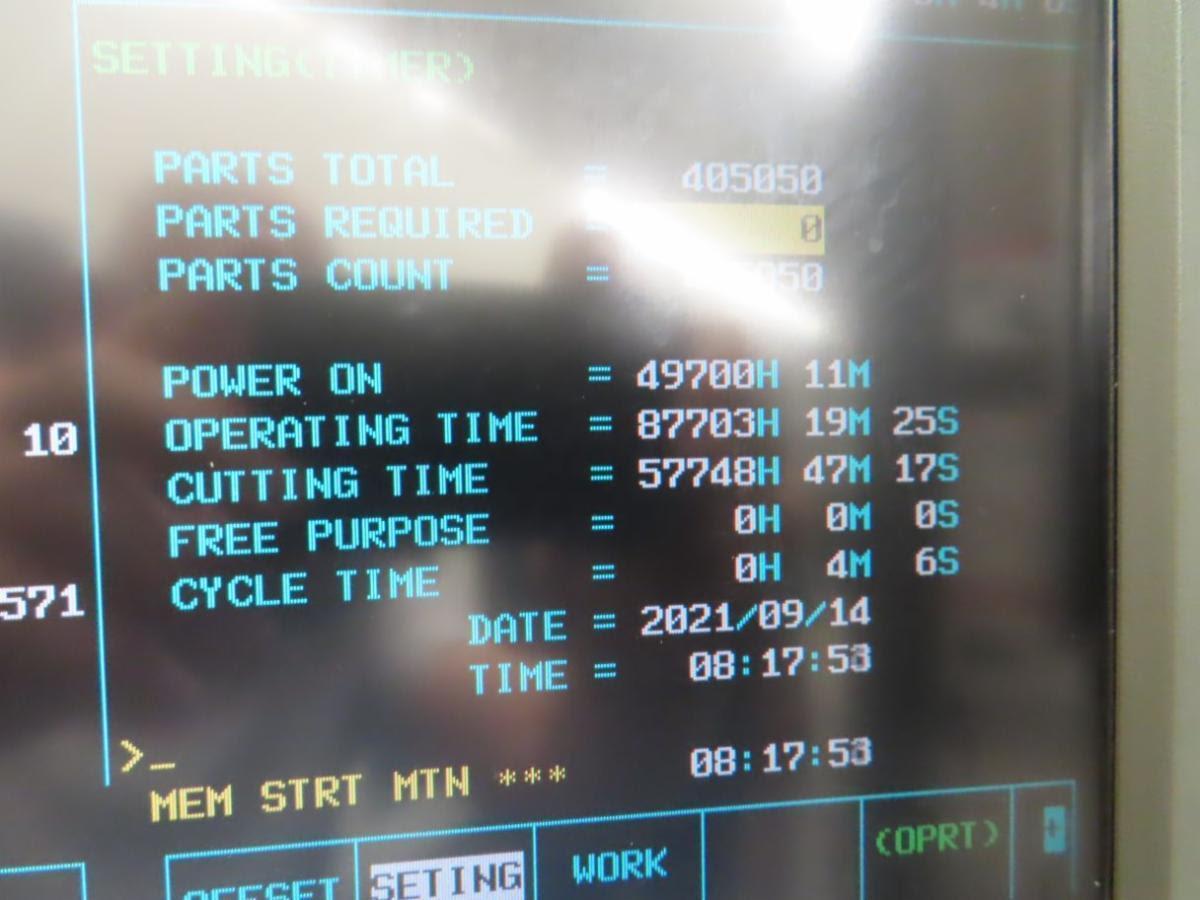 SETTING(TIMER)
PARTS TOTAL = 405050
PARTS REQUIRED = 0
PARTS COUNT =
POWER ON = 49700H 11M
OPERATING TIME = 87703H 19M 25S
10
CUTTING TIME = 57748H 47M 17S
FREE PURPOSE = 0H 0M 0S
CYCLE TIME = 0H 4M 6S
571
DATE = 2021/09/14
TIME = 08:17:53
>_
MEM STRT MTN *** 08:17:53
OFFSET SETING WORK (OPRT) +